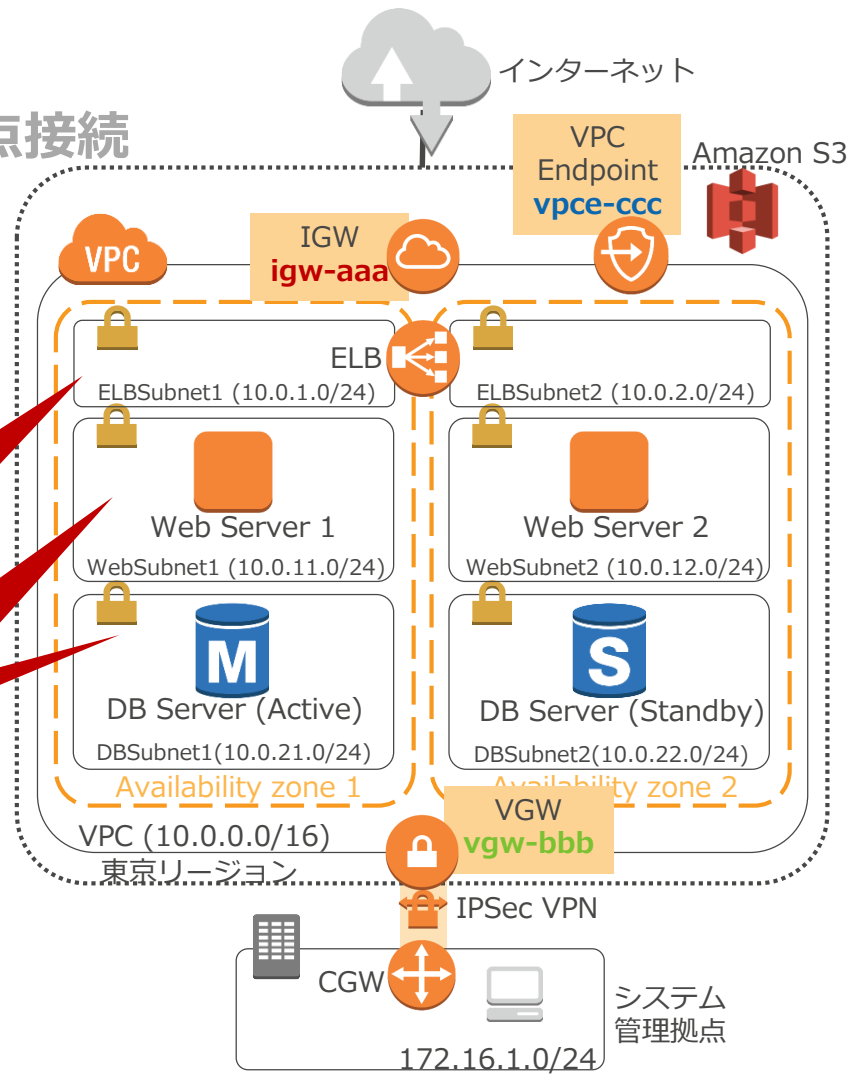 インターネット
点接続
VPC
Endpoint
vpce-ccc
Amazon S3
VPC
IGW
igw-aaa
ELB
ELBSubnet1 (10.0.1.0/24)
ELBSubnet2 (10.0.2.0/24)
Web Server 1
Web Server 2
WebSubnet1 (10.0.11.0/24)
WebSubnet2 (10.0.12.0/24)
M
S
DB Server (Active)
DB Server (Standby)
DBSubnet1(10.0.21.0/24)
DBSubnet2(10.0.22.0/24)
Availability zone 1
Availability zone 2
VGW
vgw-bbb
VPC (10.0.0.0/16)
東京リージョン
IPSec VPN
CGW
システム
管理拠点
172.16.1.0/24